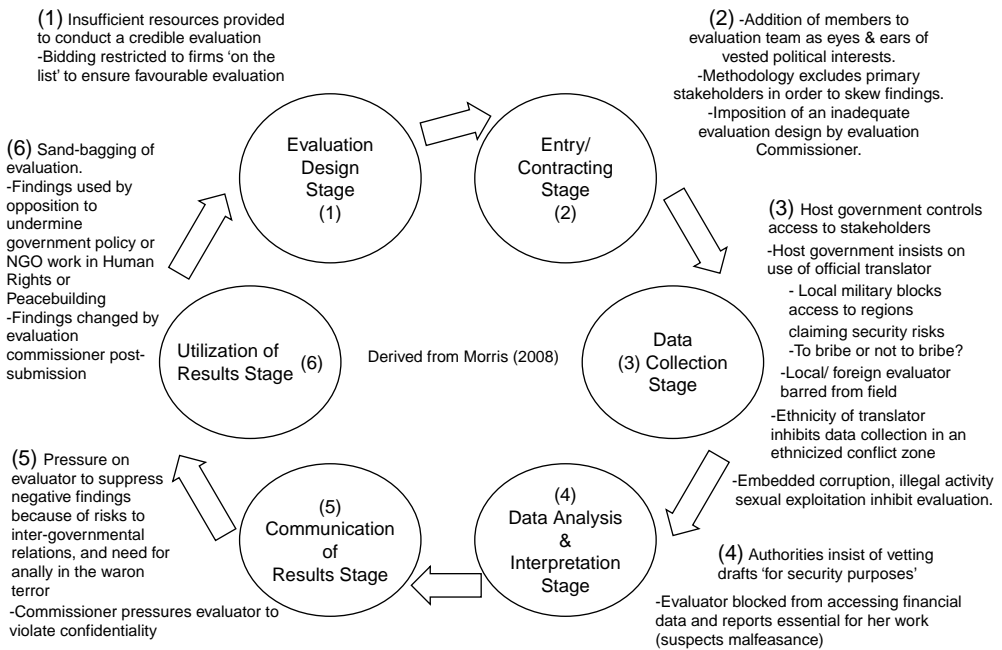 (1) Insufficient resources provided
to conduct a credible evaluation
-Bidding restricted to firms ‘on the
list’ to ensure favourable evaluation
(2) -Addition of members to
evaluation team as eyes & ears of
vested political interests.
-Methodology excludes primary
stakeholders in order to skew findings.
-Imposition of an inadequate
evaluation design by evaluation
Commissioner.
Evaluation
Design
Stage
(1)
Entry/
Contracting
Stage
(2)
(3) Host government controls
access to stakeholders
-Host government insists on
use of official translator
- Local military blocks
access to regions
claiming security risks
-To bribe or not to bribe?
-Local/ foreign evaluator
barred from field
-Ethnicity of translator
inhibits data collection in an
ethnicized conflict zone
-Embedded corruption, illegal activity
sexual exploitation inhibit evaluation.
Data
(3) Collection
Stage
Derived from Morris (2008)
(4)
Data Analysis
&
Interpretation
Stage
(4) Authorities insist of vetting
drafts ‘for security purposes’
-Evaluator blocked from accessing financial
data and reports essential for her work
(suspects malfeasance)
(5)
Communication
of
Results Stage
(5) Pressure on
evaluator to suppress
negative findings
because of risks to
inter-governmental
relations, and need for
anally in the waron
terror
-Commissioner pressures evaluator to
violate confidentiality
Utilization of
Results Stage (6)
(6) Sand-bagging of
evaluation.
-Findings used by
opposition to
undermine
government policy or
NGO work in Human
Rights or
Peacebuilding
-Findings changed by
evaluation
commissioner post-
submission